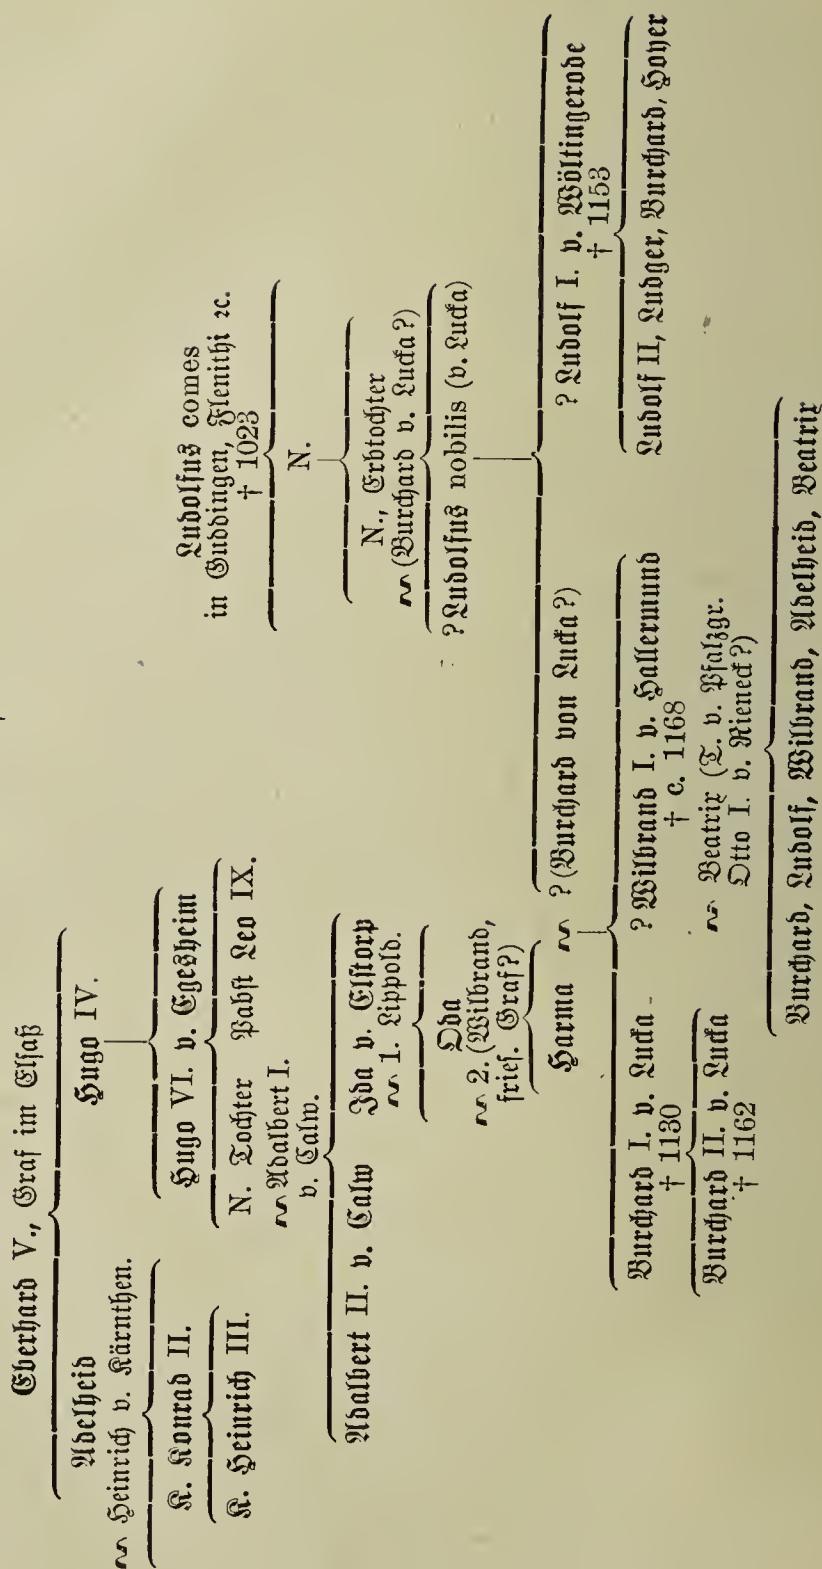 Eberhard V., Graf im Elsaß
Adelheid
∾ Heinrich v. Kärnthen.
Hugo IV.
K. Konrad II.
Hugo VI. v. Egesheim
K. Heinrich III.
N. Tochter
Pabst Leo IX.
∾ Adalbert I.
v. Calw.
Adalbert II. v. Calw
Ida v. Elstorp
∾ 1. Lippold.
Oda
∾ 2. (Wilbrand,
fries. Graf?)
Ludolfus comes
in Guddingen, Flenithi ꝛc.
† 1023
N.
N., Erbtochter
∾ (Burchard v. Lucka?)
? Ludolfus nobilis (v. Lucka)
Harma ∾ ? (Burchard von Lucka?)
? Ludolf I. v. Wöltingerode
† 1153
Burchard I. v. Lucka
† 1130
? Wilbrand I. v. Hallermund
† c. 1168
Ludolf II, Ludger, Burchard, Hoyer
Burchard II. v. Lucka
† 1162
∾ Beatrix (T. v. Pfalzgr.
Otto I. v. Rieneck?)
Burchard, Ludolf, Wilbrand, Adelheid, Beatrix